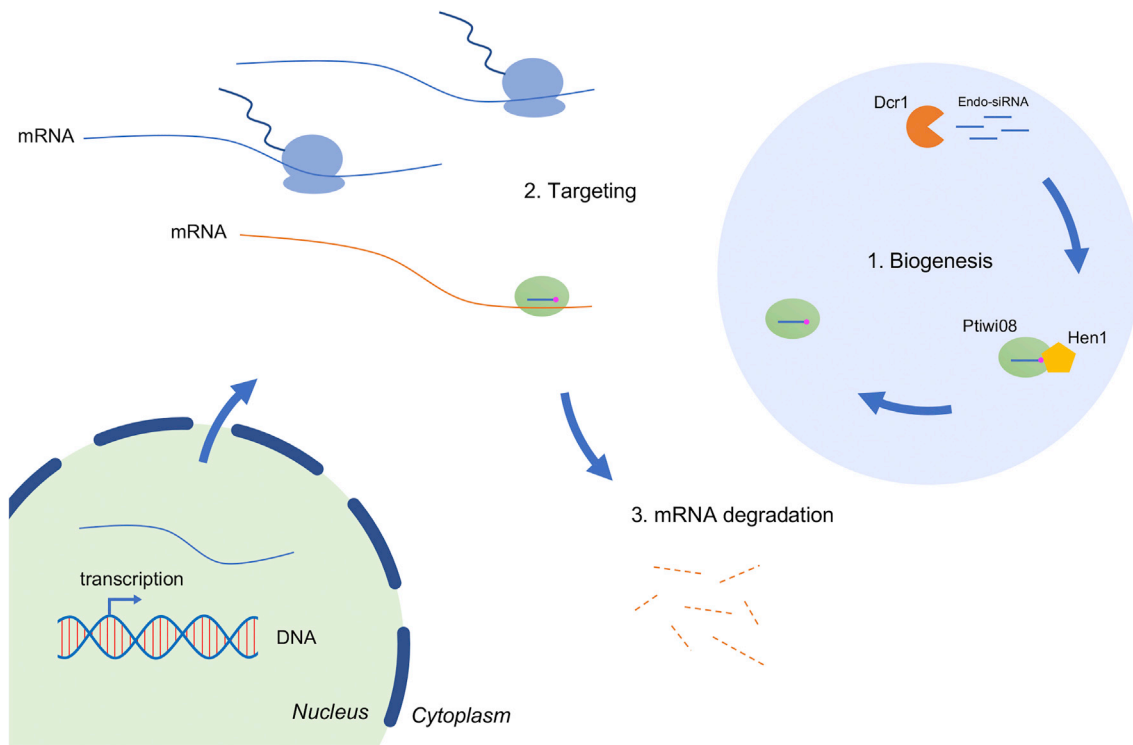 mRNA
2. Targeting
mRNA
Dcr1
Endo-siRNA
1. Biogenesis
Ptiwi08
Hen1
3. mRNA degradation
transcription
DNA
Nucleus
Cytoplasm